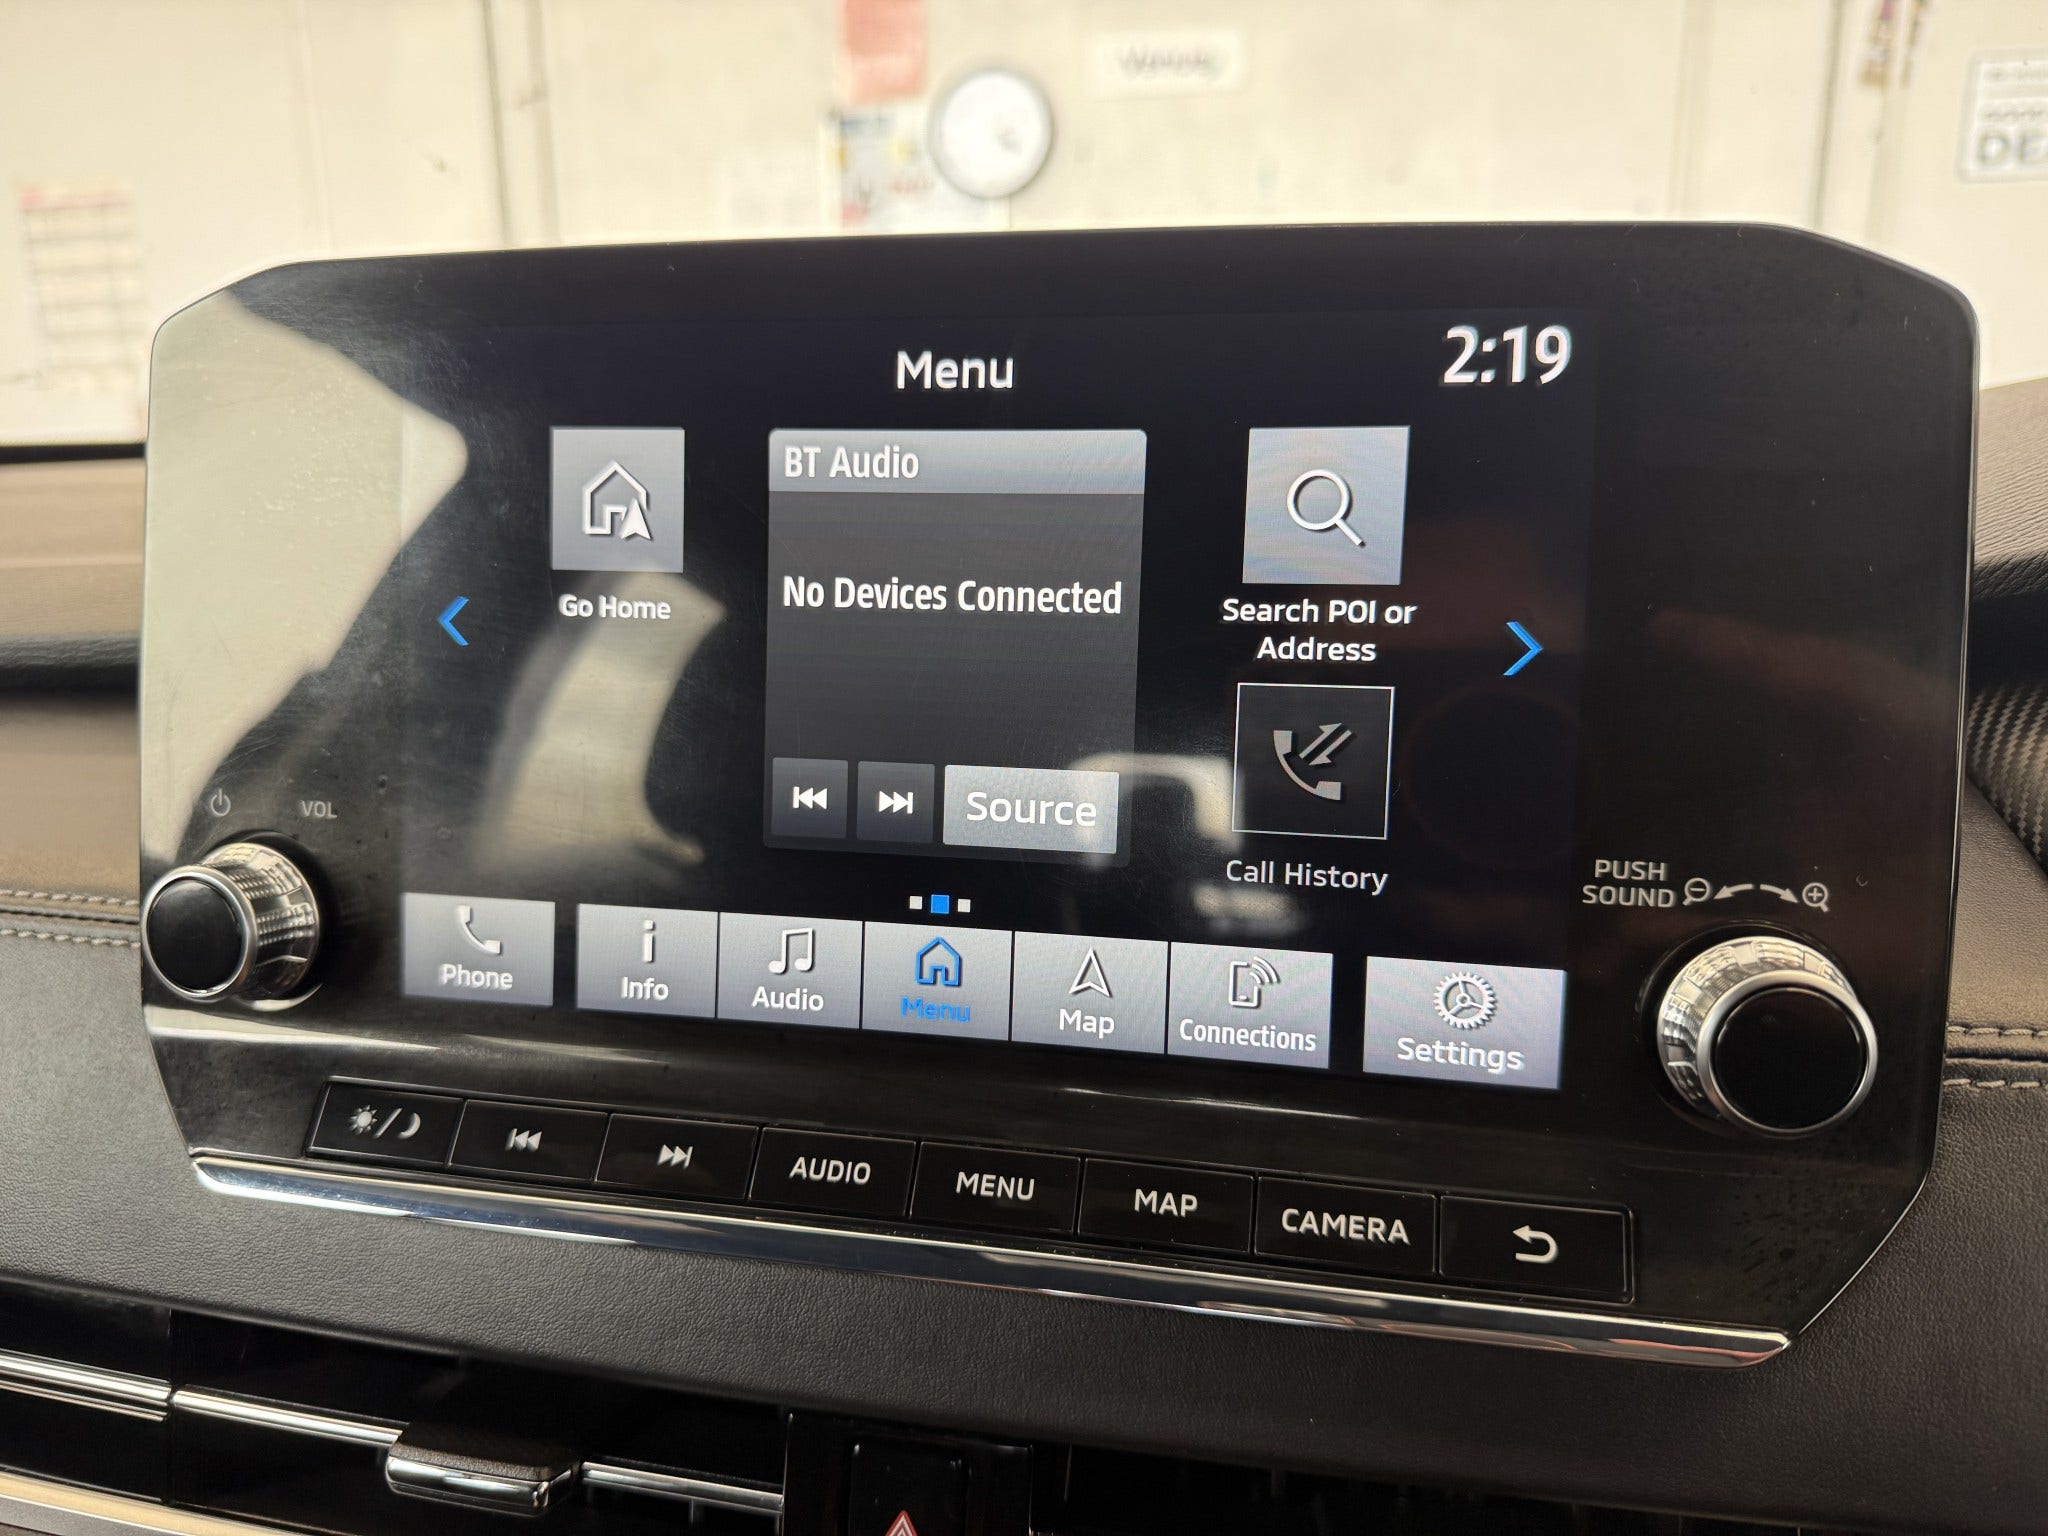 Menu
2:19
BT Audio
No Devices Connected
Source
Go Home
Search POI or
Address
Call History
VOL
PUSH
SOUND
Phone
Info
Audio
Menu
Map
Connections
Settings
AUDIO
MENU
MAP
CAMERA